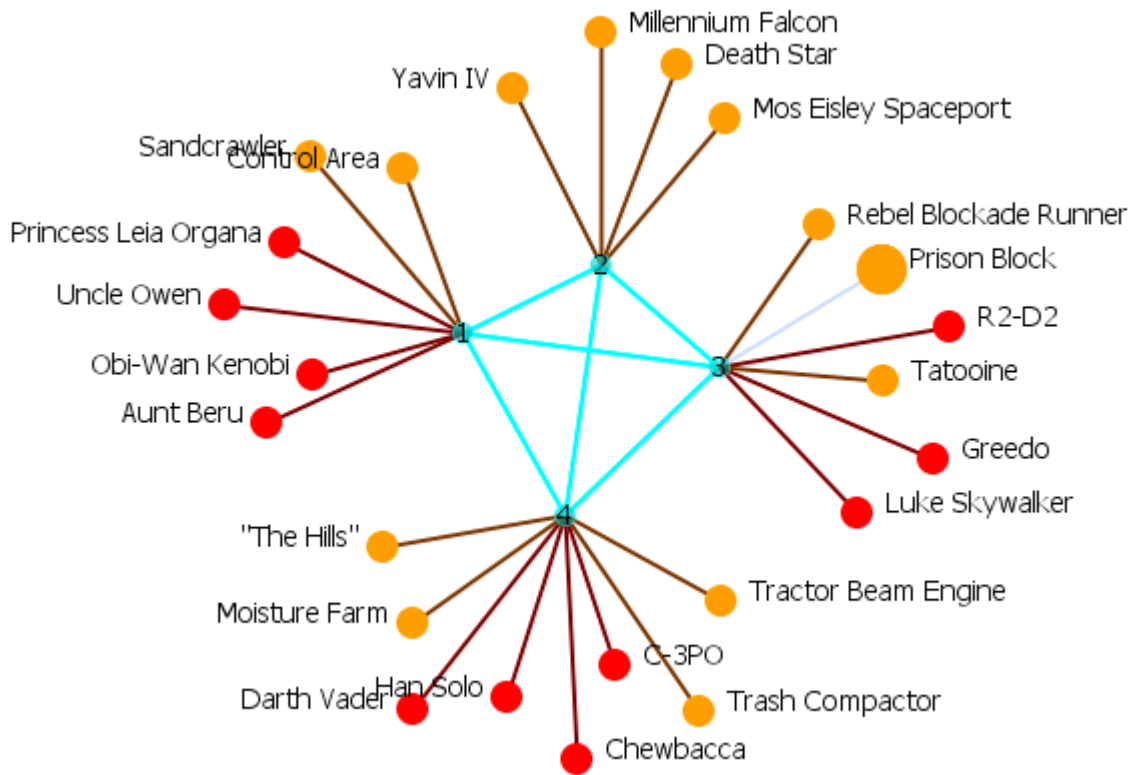 Millennium Falcon
Death Star
Yavin IV
Mos Eisley Spaceport
Sandcrawler
Control Area
Princess Leia Organa
Rebel Blockade Runner
Prison Block
2
Uncle Owen
R2-D2
1
Obi-Wan Kenobi
3
Tatooine
Aunt Beru
Greedo
Luke Skywalker
4
"The Hills"
Tractor Beam Engine
Moisture Farm
C-3PO
Han Solo
Darth Vader
Trash Compactor
Chewbacca